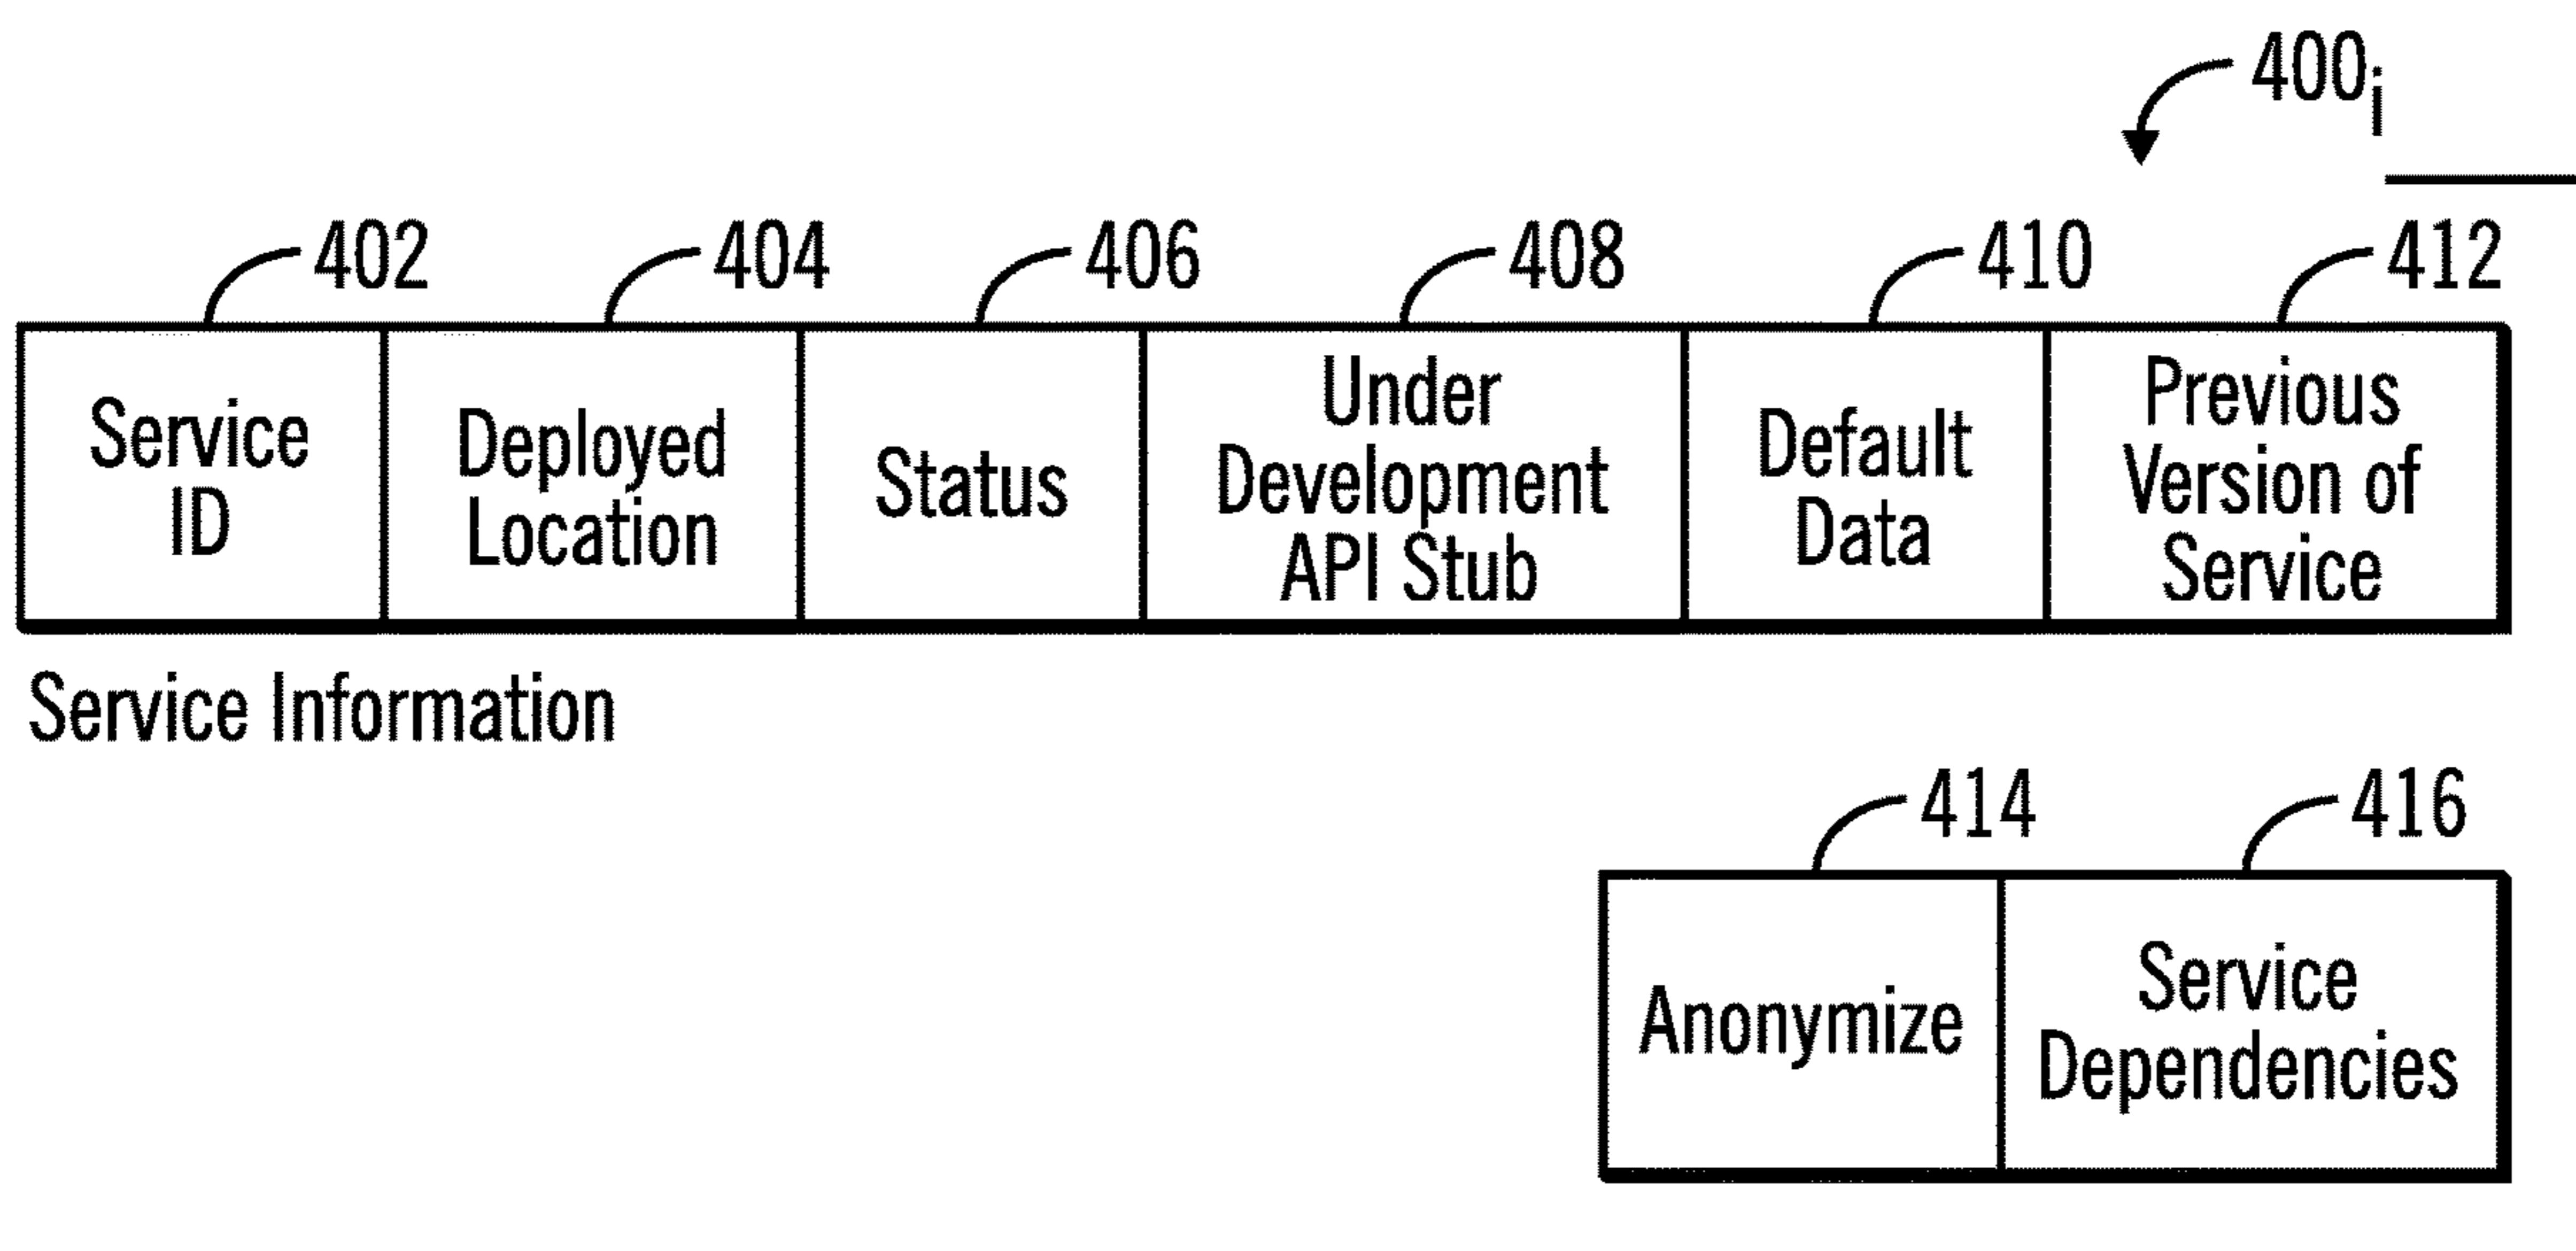 400i
402 404 406 408 410 412
Service
ID
Deployed
Location
Status
Under
Development
API Stub
Default
Data
Previous
Version of
Service
Service Information
414 416
Anonymize
Service
Dependencies